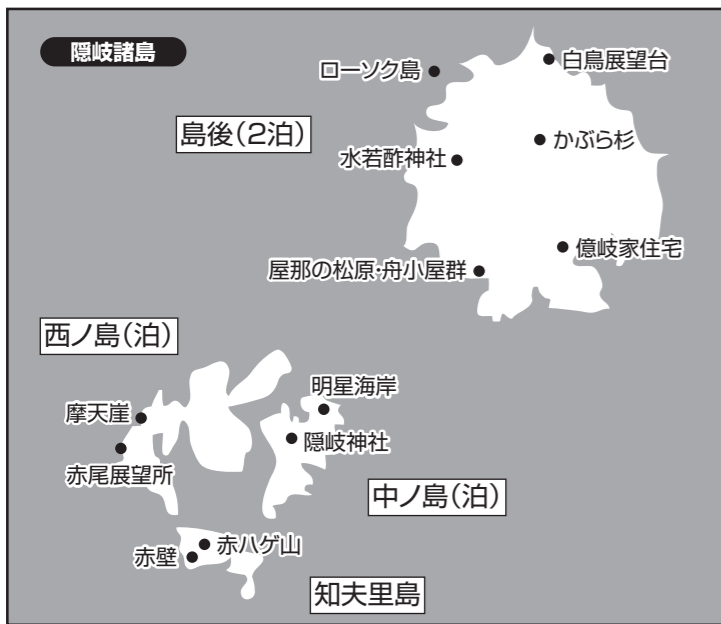 隠岐諸島
白鳥展望台
ローソク島
島後(2泊)
かぶら杉
水若酢神社
億岐家住宅
屋那の松原・舟小屋群
西ノ島(泊)
明星海岸
摩天崖
隠岐神社
赤尾展望所
中ノ島(泊)
赤ハゲ山
赤壁
知夫里島